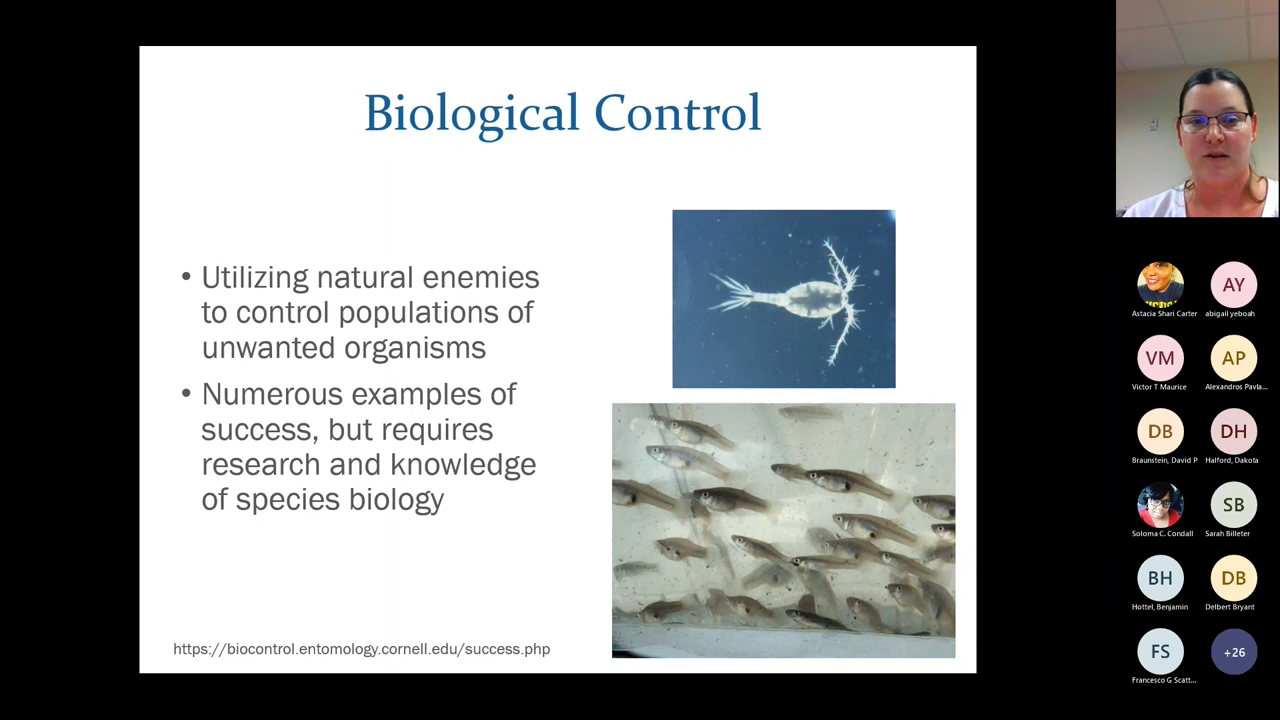 Biological Control
• Utilizing natural enemies
to control populations of
unwanted organisms
• Numerous examples of
success, but requires
research and knowledge
of species biology
https://biocontrol.entomology.cornell.edu/success.php
Astacia Shari Carter
AY
abigail yeboah
VM
Victor T Maurice
AP
Alexandros Pavla...
DB
Braunstein, David P
DH
Halford, Dakota
Soloma C. Condall
SB
Sarah Billeter
BH
Hottel, Benjamin
DB
Delbert Bryant
FS
Francesco G Scatt...
+26